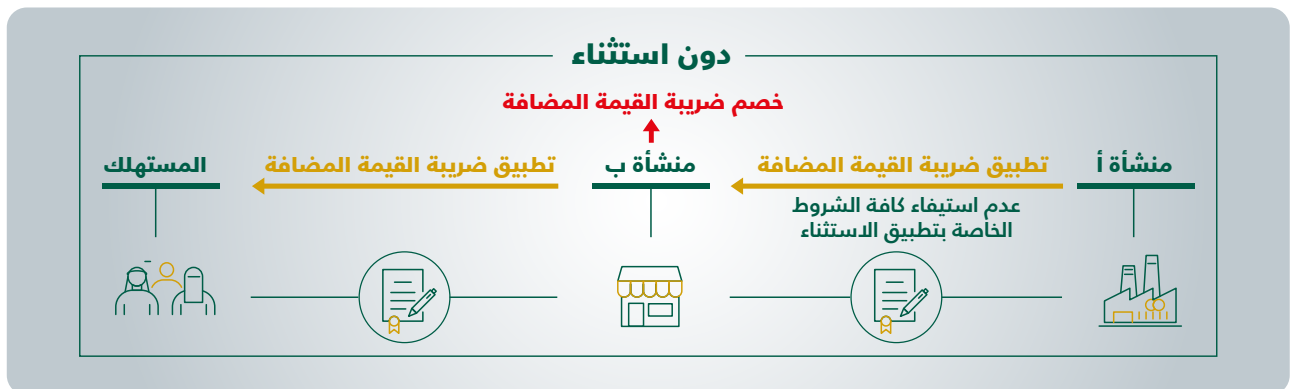 دون استثناء
خصم ضريبة القيمة المضافة
منشأة أ
تطبيق ضريبة القيمة المضافة
منشأة ب
تطبيق ضريبة القيمة المضافة
المستهلك
عدم استيفاء كافة الشروط
الخاصة بتطبيق الاستثناء